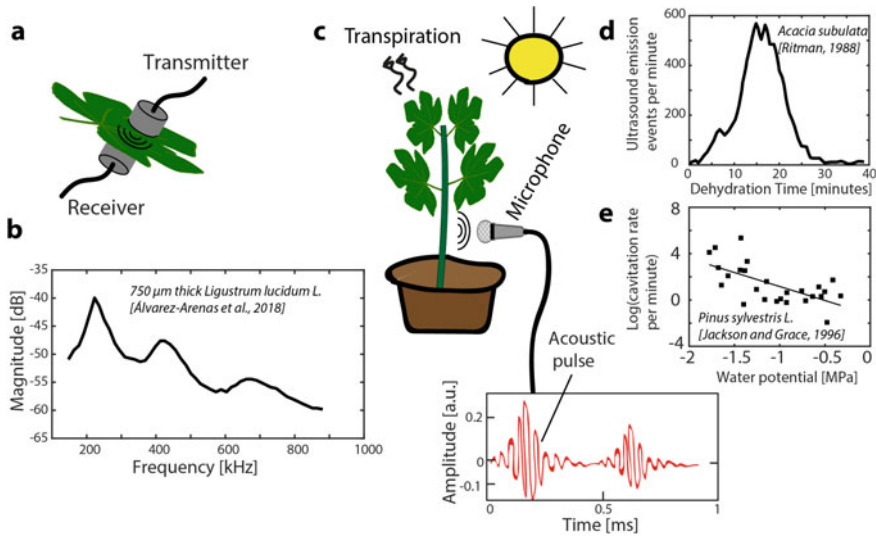 a
Transmitter
Receiver
b
750 μm thick Ligustrum lucidum L.
[Álvarez-Arenas et al., 2018]
Magnitude [dB]
-35
-40
-45
-50
-55
-60
-65
200
400
600
800
1000
Frequency [kHz]
c
Transpiration
Microphone
Acoustic
pulse
Amplitude [a.u.]
0.2
0
-0.1
0
0.5
1
Time [ms]
d
Acacia subulata
[Ritman, 1988]
Ultrasound emission
events per minute
600
400
200
0
0
10
20
30
40
Dehydration Time [minutes]
e
Log(cavitation rate
per minute)
8
4
0
-4
Pinus sylvestris L.
[Jackson and Grace, 1996]
-2
-1.5
-1.0
-0.5
0
Water potential [MPa]